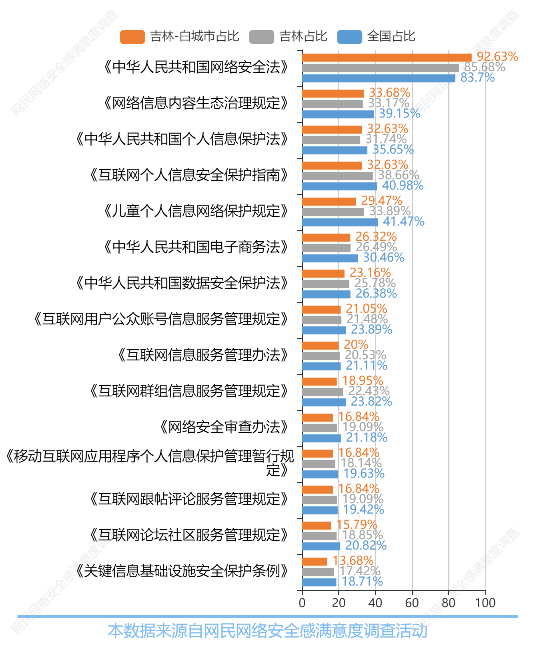 吉林-白城市占比 吉林占比 全国占比
《中华人民共和国网络安全法》 92.63% 85.68% 83.7%
《网络信息内容生态治理规定》 33.68% 33.17% 39.15%
《中华人民共和国个人信息保护法》 32.63% 31.74% 35.65%
《互联网个人信息安全保护指南》 32.63% 38.66% 40.98%
《儿童个人信息网络保护规定》 29.47% 33.89% 41.47%
《中华人民共和国电子商务法》 26.32% 26.49% 30.46%
《中华人民共和国数据安全保护法》 23.16% 25.78% 26.38%
《互联网用户公众账号信息服务管理规定》 21.05% 21.48% 23.89%
《互联网信息服务管理办法》 20% 20.53% 21.11%
《互联网群组信息服务管理规定》 18.95% 22.43% 23.82%
《网络安全审查办法》 16.84% 19.09% 21.18%
《移动互联网应用程序个人信息保护管理暂行规
定》 16.84% 18.14% 19.63%
《互联网跟帖评论服务管理规定》 16.84% 19.09% 19.42%
《互联网论坛社区服务管理规定》 15.79% 18.85% 20.82%
《关键信息基础设施安全保护条例》 13.68% 17.42% 18.71%
0 20 40 60 80 100
本数据来源自网民网络安全感满意度调查活动
网民网络安全感满意度调查